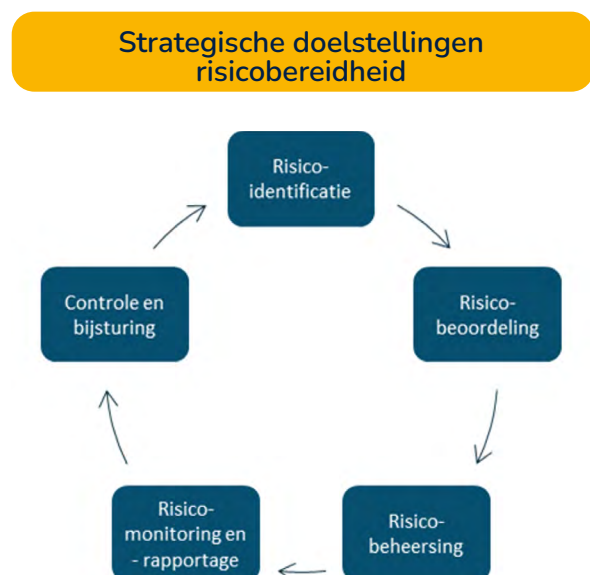 Strategische doelstellingen
risicobereidheid
Risico-
identificatie
Risico-
beoordeling
Risico-
beheersing
Risico-
monitoring en
- rapportage
Controle en
bijsturing